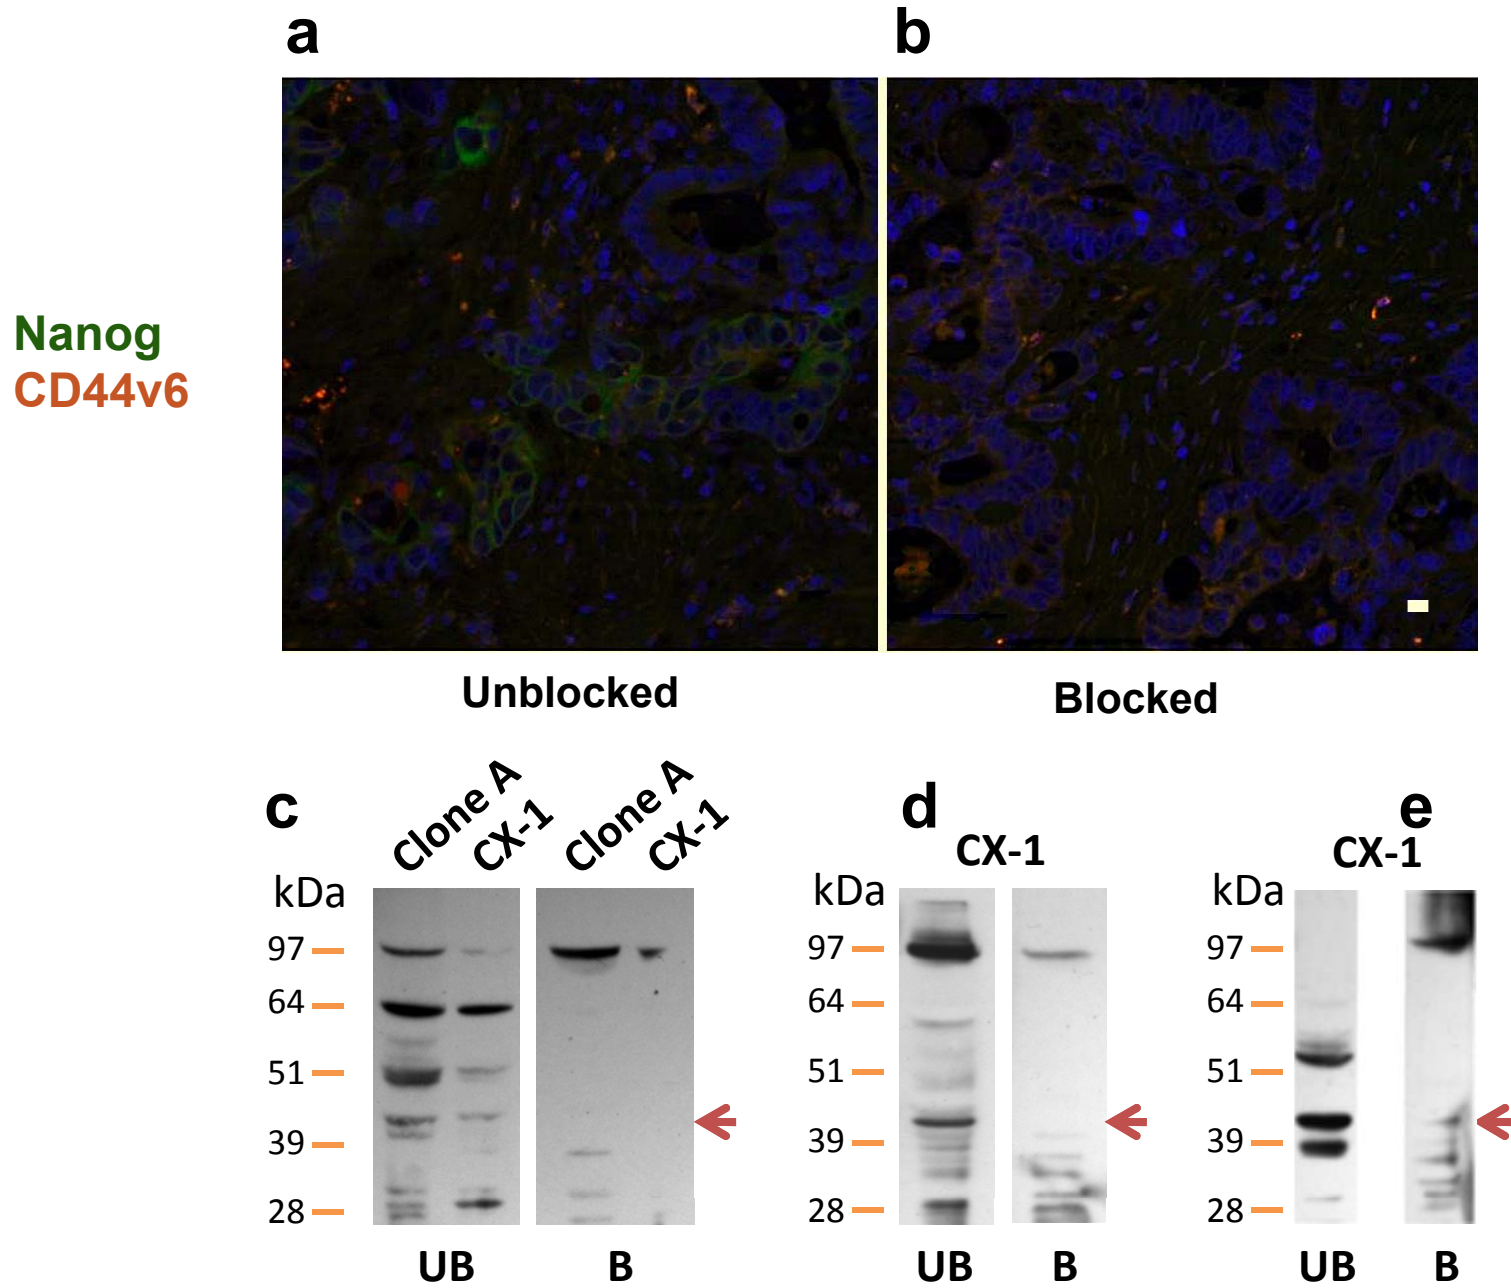 a
b
Nanog
CD44v6
Unblocked
Blocked
c
Clone A
CX-1
Clone A
CX-1
d
CX-1
e
CX-1
kDa
97
64
51
39
28
kDa
97
64
51
39
28
kDa
97
64
51
39
28
UB
B
UB
B
UB
B